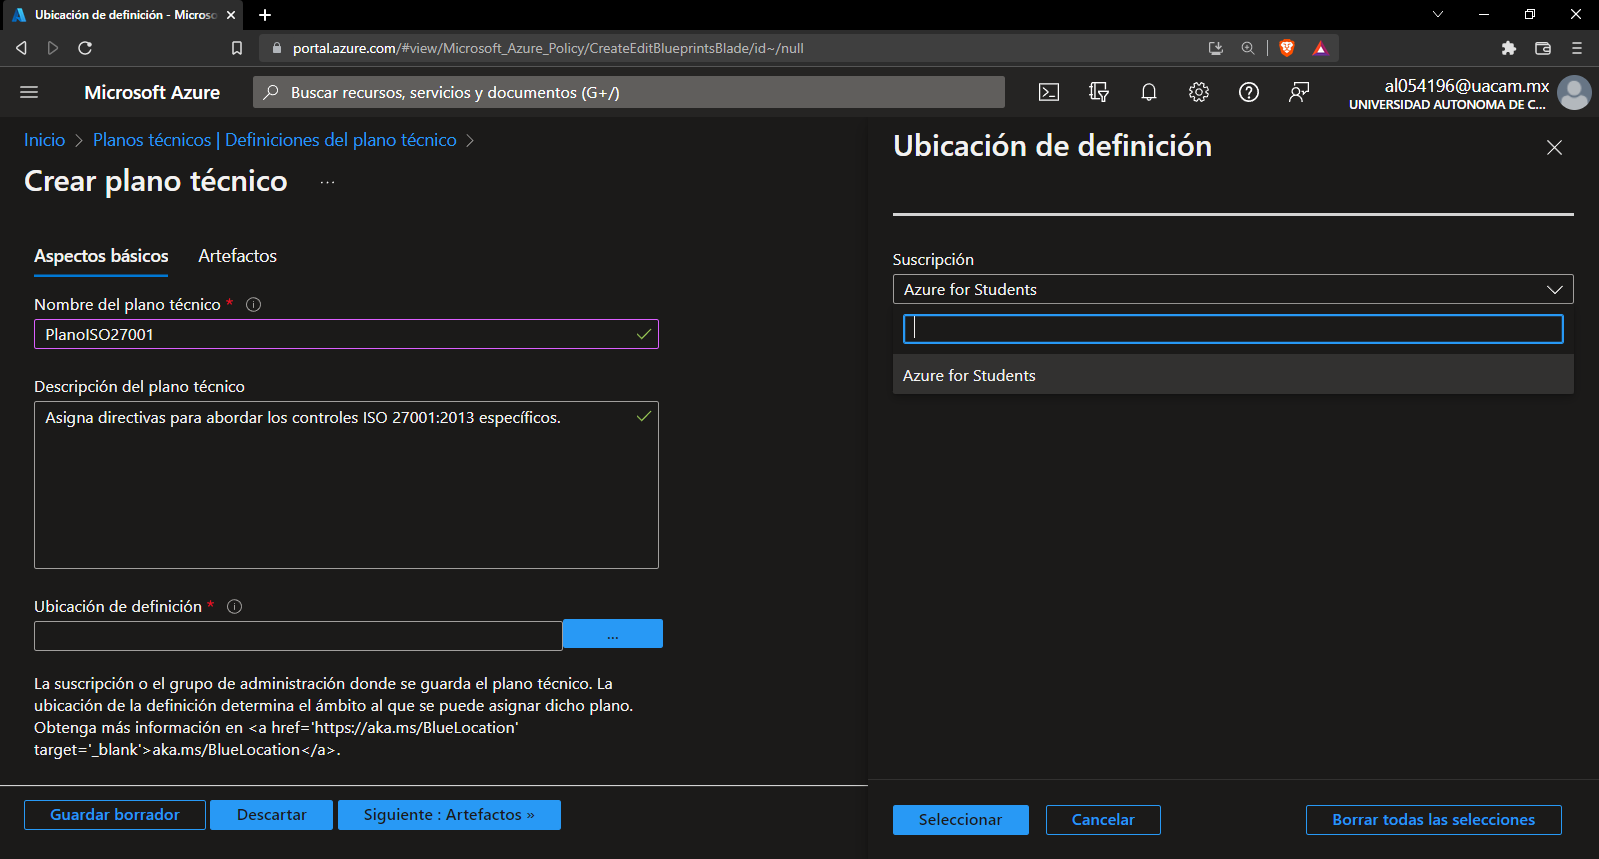 Ubicación de definición - Microso
portal.azure.com/#view/Microsoft_Azure_Policy/CreateEditBlueprintsBlade/id~/null
Microsoft Azure
Buscar recursos, servicios y documentos (G+/)
al054196@uacam.mx
UNIVERSIDAD AUTONOMA DE C...
Inicio > Planos técnicos | Definiciones del plano técnico >
Crear plano técnico ...
Aspectos básicos
Artefactos
Nombre del plano técnico *
PlanoISO27001
Descripción del plano técnico
Asigna directivas para abordar los controles ISO 27001:2013 específicos.
Ubicación de definición *
...
La suscripción o el grupo de administración donde se guarda el plano técnico. La
ubicación de la definición determina el ámbito al que se puede asignar dicho plano.
Obtenga más información en <a href='https://aka.ms/BlueLocation'
target='_blank'>aka.ms/BlueLocation</a>.
Guardar borrador
Descartar
Siguiente : Artefactos »
Ubicación de definición
Suscripción
Azure for Students
Azure for Students
Seleccionar
Cancelar
Borrar todas las selecciones